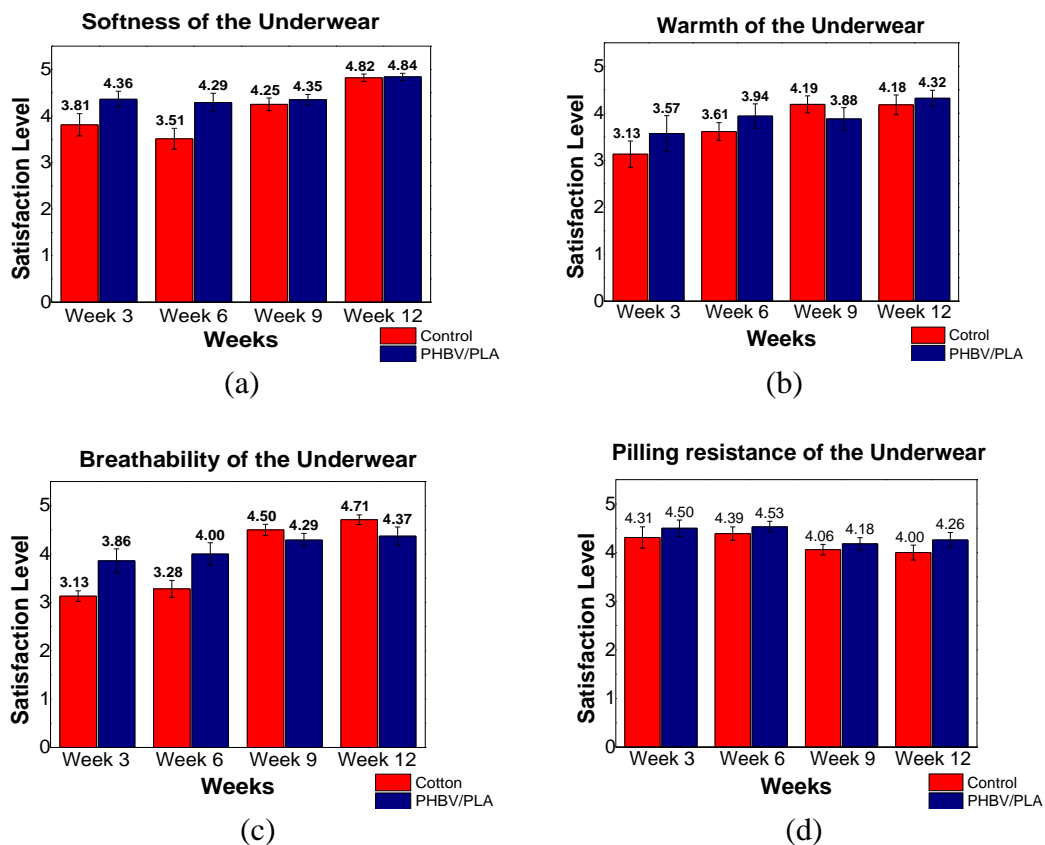 Softness of the Underwear
Satisfaction Level
5
4
3
2
1
0
3.81
4.36
3.51
4.29
4.25
4.35
4.82
4.84
Week 3 Week 6 Week 9 Week 12
Weeks
Control
PHBV/PLA
(a)
Warmth of the Underwear
Satisfaction Level
5
4
3
2
1
0
3.13
3.57
3.61
3.94
4.19
3.88
4.18
4.32
Week 3 Week 6 Week 9 Week 12
Weeks
Cotrol
PHBV/PLA
(b)
Breathability of the Underwear
Satisfaction Level
5
4
3
2
1
0
3.13
3.86
3.28
4.00
4.50
4.29
4.71
4.37
Week 3 Week 6 Week 9 Week 12
Weeks
Cotton
PHBV/PLA
(c)
Pilling resistance of the Underwear
Satisfaction Level
5
4
3
2
1
0
4.31
4.50
4.39
4.53
4.06
4.18
4.00
4.26
Week 3 Week 6 Week 9 Week 12
Weeks
Control
PHBV/PLA
(d)